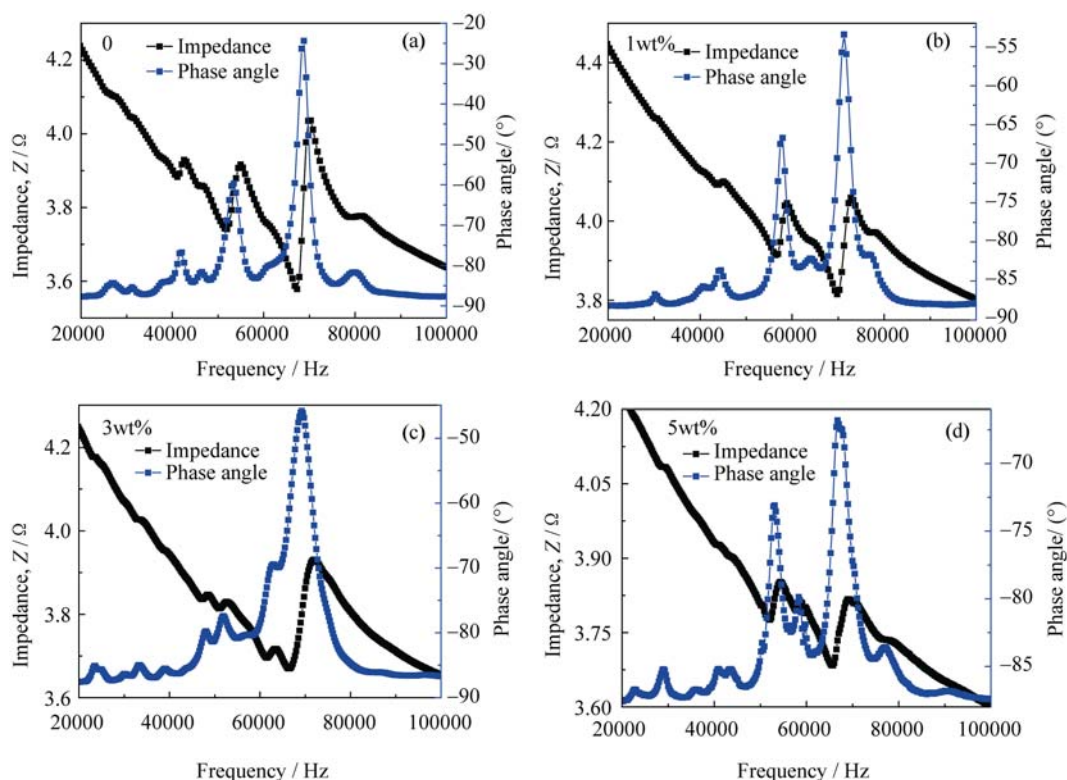 0
(a)
Impedance
Phase angle
4.2
4.0
3.8
3.6
−20
−30
−40
−50
−60
−70
−80
−90
Impedance, Z / Ω
Phase angle/ (°)
20000 40000 60000 80000 100000
Frequency / Hz
1wt%
(b)
Impedance
Phase angle
4.4
4.2
4.0
3.8
−55
−60
−65
−70
−75
−80
−85
−90
Impedance, Z/ Ω
Phase angle/ (°)
20000 40000 60000 80000 100000
Frequency / Hz
3wt%
(c)
Impedance
Phase angle
4.2
4.0
3.8
3.6
−50
−60
−70
−80
−90
Impedance, Z / Ω
Phase angle/ (°)
20000 40000 60000 80000 100000
Frequency / Hz
5wt%
(d)
Impedance
Phase angle
4.20
4.05
3.90
3.75
3.60
−70
−75
−80
−85
Impedance, Z / Ω
Phase angle/ (°)
20000 40000 60000 80000 100000
Frequency / Hz